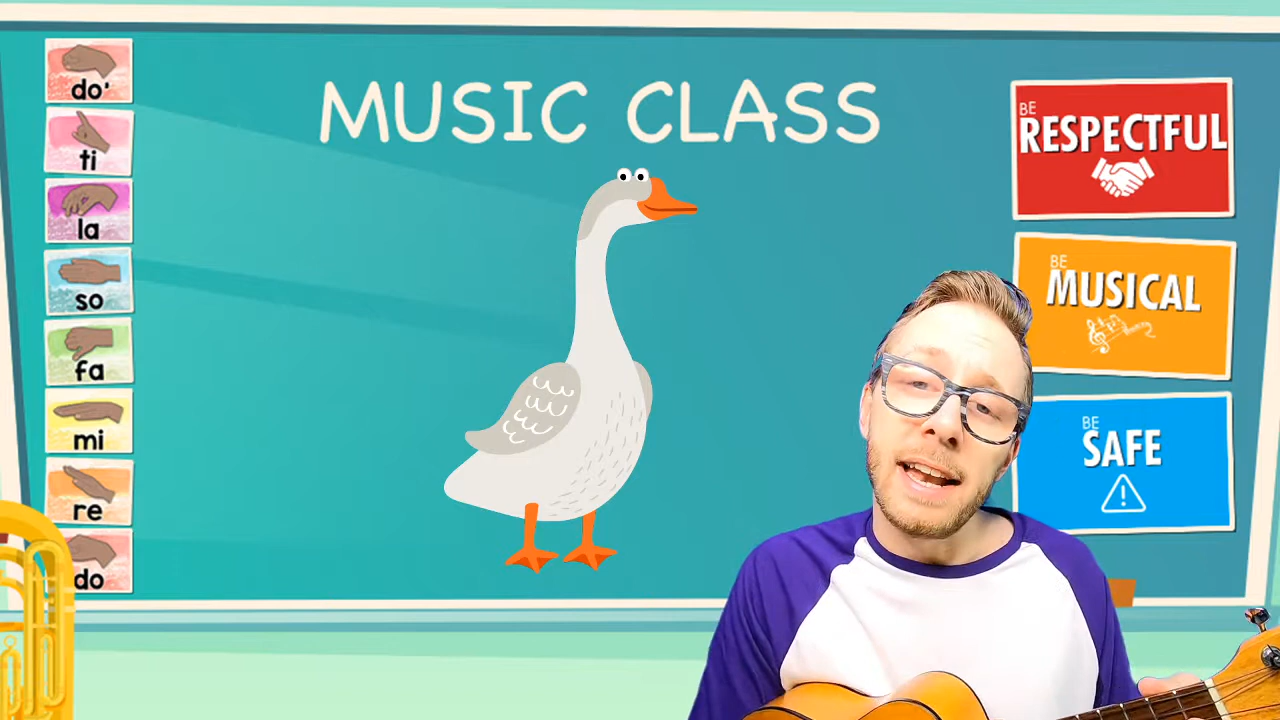 MUSIC CLASS
do'
ti
la
so
fa
mi
re
do
BE
RESPECTFUL
BE
MUSICAL
BE
SAFE